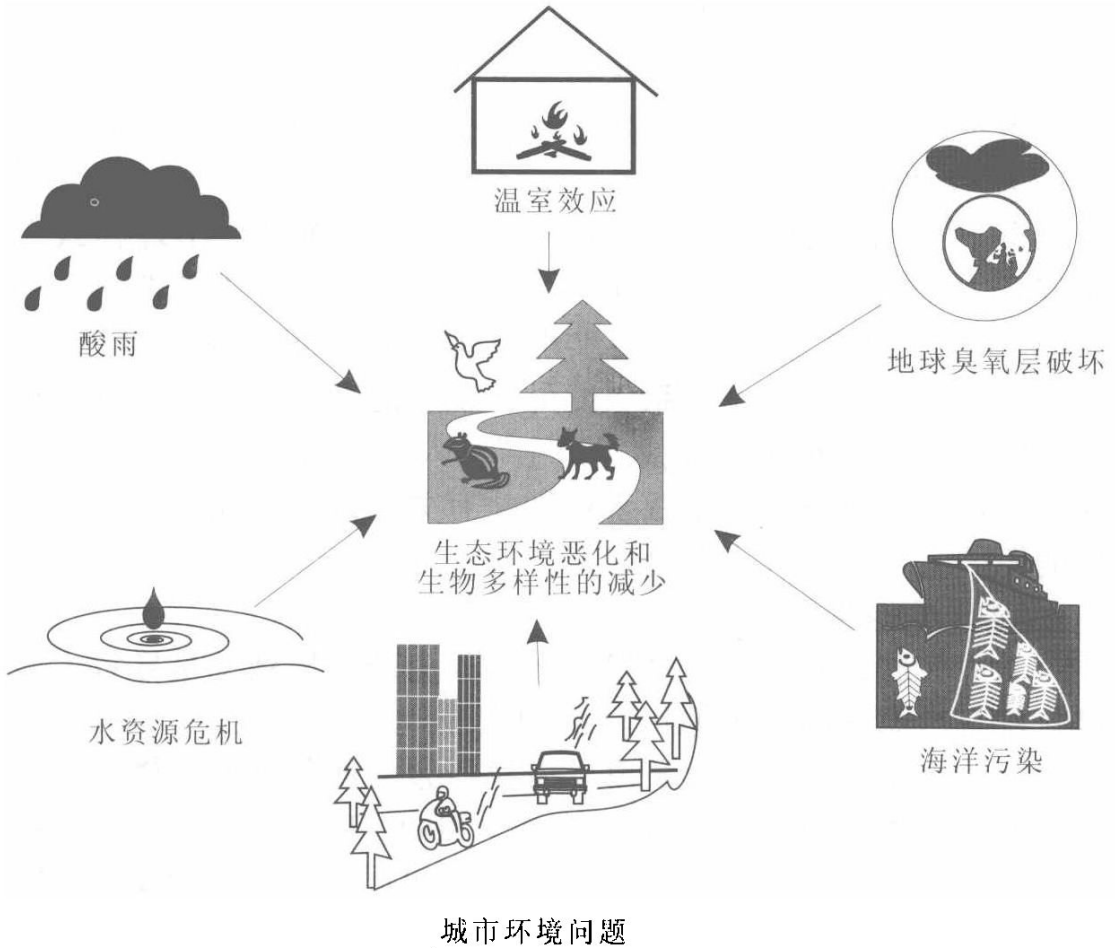 温室效应
酸雨
地球臭氧层破坏
生态环境恶化和
生物多样性的减少
水资源危机
海洋污染
城市环境问题